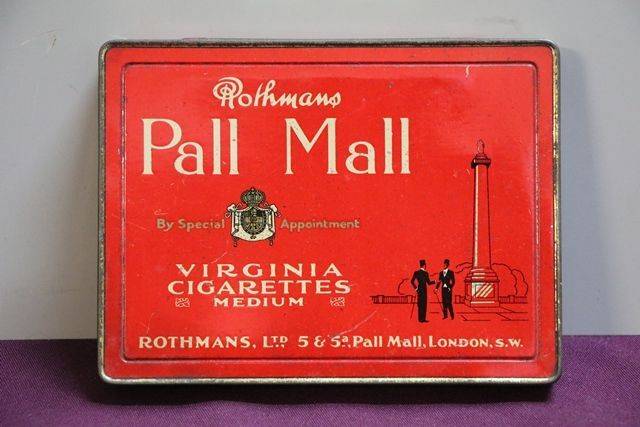 Rothmans
Pall Mall
By Special Appointment
VIRGINIA
CIGARETTES
MEDIUM
ROTHMANS, LTD 5 & 5a, Pall Mall, LONDON, S.W.